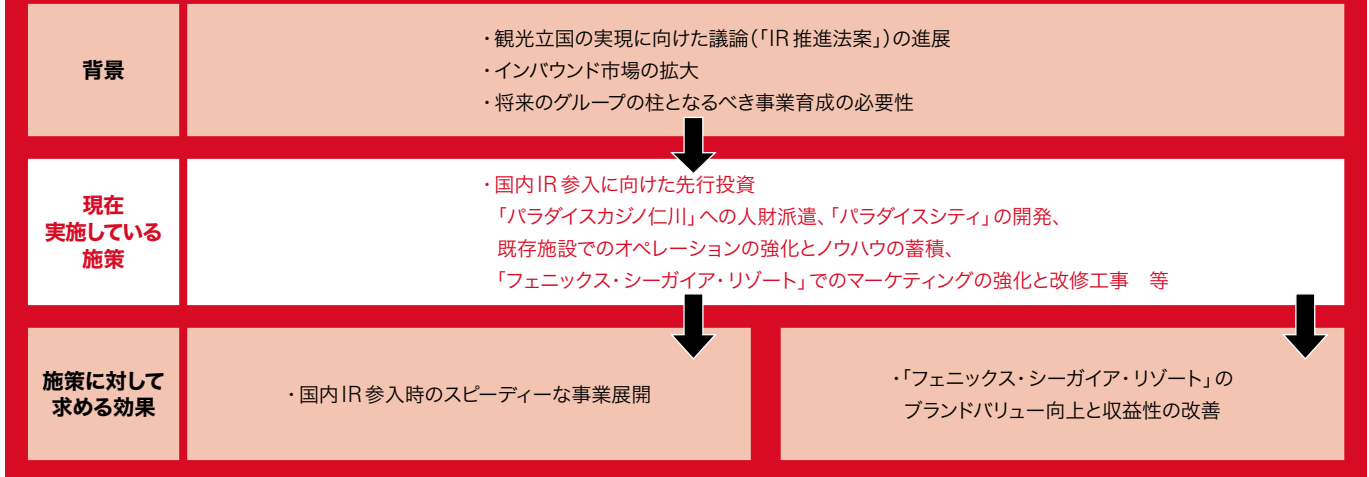 背景
・観光立国の実現に向けた議論(「IR推進法案」)の進展
・インバウンド市場の拡大
・将来のグループの柱となるべき事業育成の必要性
現在
実施している
施策
・国内IR参入に向けた先行投資
「パラダイスカジノ仁川」への人財派遣、「パラダイスシティ」の開発、
既存施設でのオペレーションの強化とノウハウの蓄積、
「フェニックス・シーガイア・リゾート」でのマーケティングの強化と改修工事　等
施策に対して
求める効果
・国内IR参入時のスピーディーな事業展開
・「フェニックス・シーガイア・リゾート」の
ブランドバリュー向上と収益性の改善